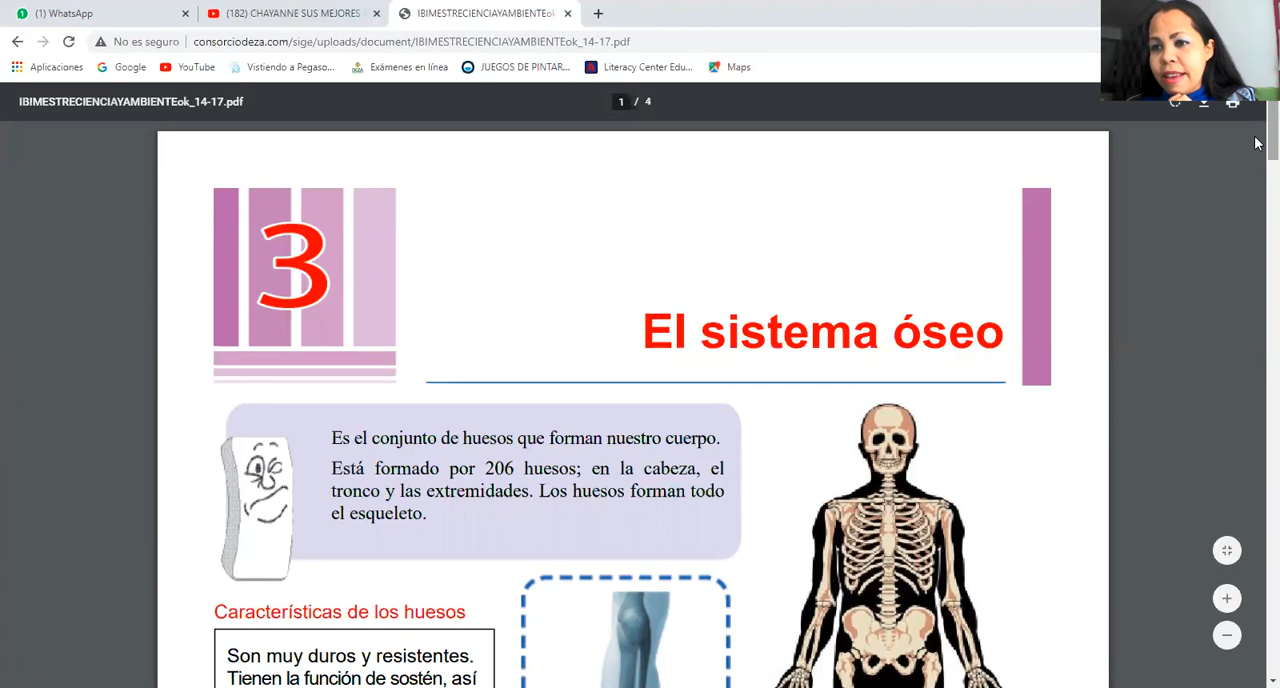 (1) WhatsApp
(182) CHAYANNE SUS MEJORES
IBIMESTRECIENCIAYAMBIENTEok
No es seguro
consorciodeza.com/sige/uploads/document/IBIMESTRECIENCIAYAMBIENTEok_14-17.pdf
Aplicaciones
Google
YouTube
Vistiendo a Pegaso...
Exámenes en línea
JUEGOS DE PINTAR...
Literacy Center Edu...
Maps
IBIMESTRECIENCIAYAMBIENTEok_14-17.pdf
1 / 4
3
El sistema óseo
Es el conjunto de huesos que forman nuestro cuerpo.
Está formado por 206 huesos; en la cabeza, el
tronco y las extremidades. Los huesos forman todo
el esqueleto.
Características de los huesos
Son muy duros y resistentes.
Tienen la función de sostén, así